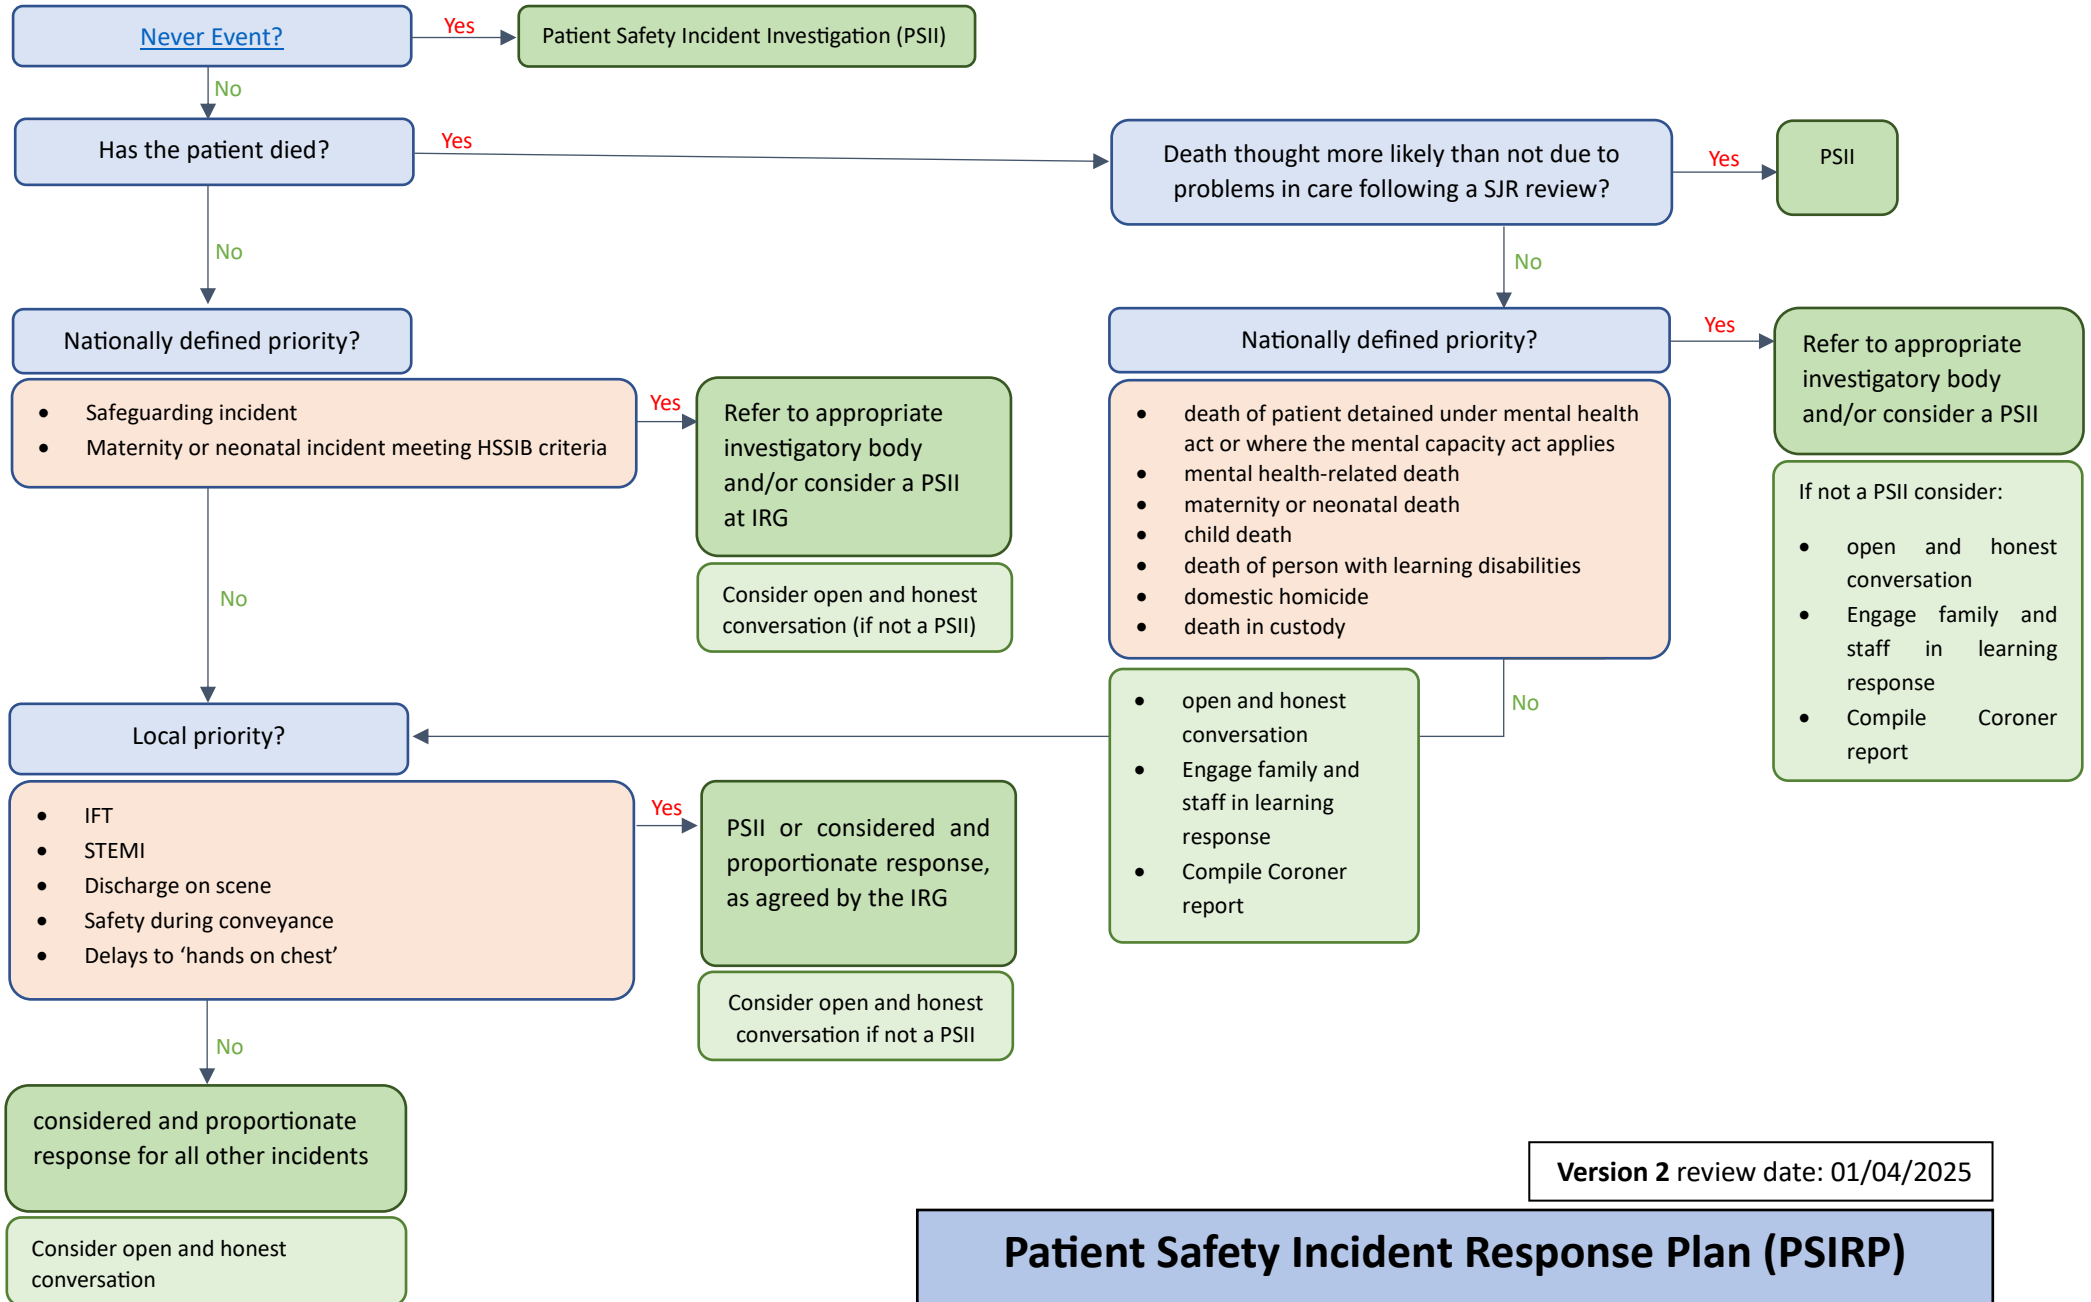 Never Event?
Yes
Patient Safety Incident Investigation (PSII)
No
Has the patient died?
Yes
Death thought more likely than not due to
problems in care following a SJR review?
Yes
PSII
No
No
Nationally defined priority?
• Safeguarding incident
• Maternity or neonatal incident meeting HSSIB criteria
Yes
Refer to appropriate
investigatory body
and/or consider a PSII
at IRG
Consider open and honest
conversation (if not a PSII)
No
Nationally defined priority?
• death of patient detained under mental health
act or where the mental capacity act applies
• mental health-related death
• maternity or neonatal death
• child death
• death of person with learning disabilities
• domestic homicide
• death in custody
Yes
Refer to appropriate
investigatory body
and/or consider a PSII
If not a PSII consider:
• open and honest
conversation
• Engage family and
staff in learning
response
• Compile Coroner
report
No
• open and honest
conversation
• Engage family and
staff in learning
response
• Compile Coroner
report
Local priority?
• IFT
• STEMI
• Discharge on scene
• Safety during conveyance
• Delays to ‘hands on chest’
Yes
PSII or considered and
proportionate response,
as agreed by the IRG
Consider open and honest
conversation if not a PSII
No
considered and proportionate
response for all other incidents
Consider open and honest
conversation
Version 2 review date: 01/04/2025
Patient Safety Incident Response Plan (PSIRP)